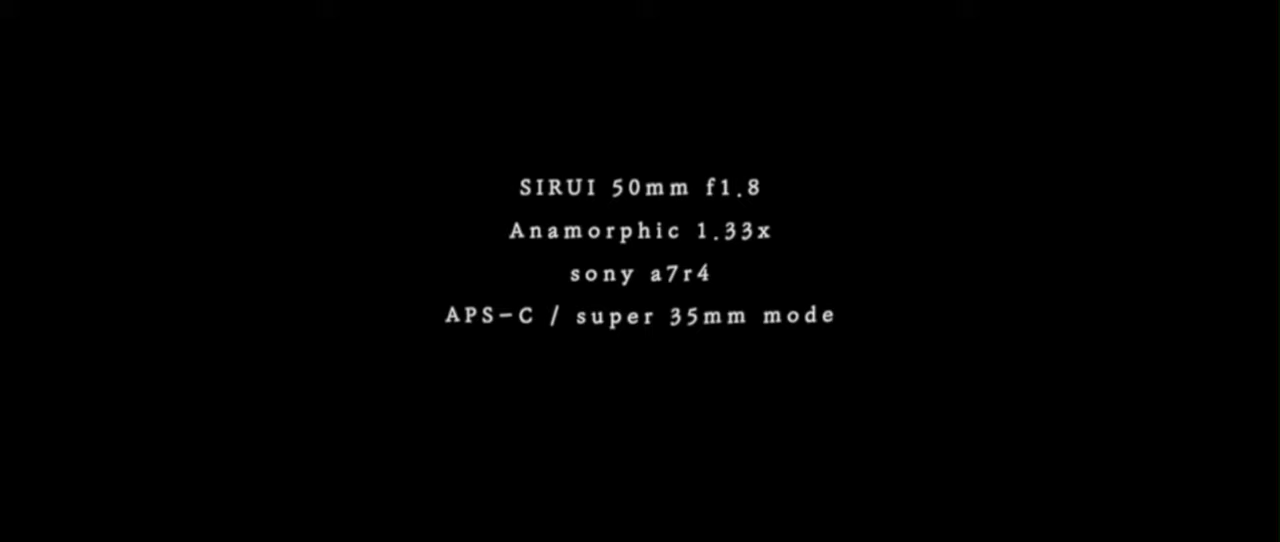 SIRUI 50mm f1.8
Anamorphic 1.33x
sony a7r4
APS-C / super 35mm mode